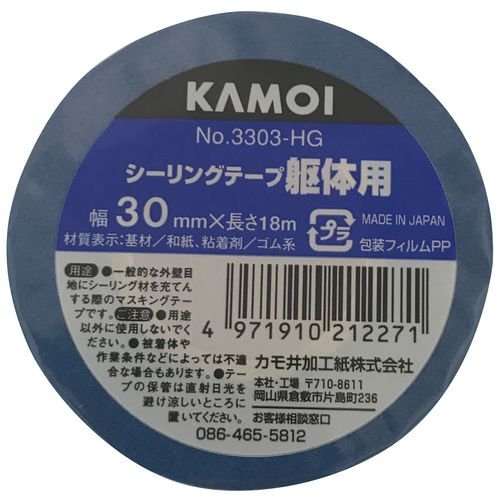 KAMOI
No.3303-HG
シーリングテープ 躯体用
幅 30 mm×長さ18m
材質表示:基材/和紙、粘着剤/ゴム系
プラ
MADE IN JAPAN
包装フィルムPP
用途 ●一般的な外壁目
地にシーリング材を充てん
する際のマスキングテー
プです。ご注意 ●用途
以外に使用しないでく
ださい。●被着体や
作業条件などによっては不適
合な場合もあります。●テー
プの保管は直射日光を
避け涼しいところに
置いてください。
4 971910 212271
カモ井加工紙株式会社
本社・工場 〒710-8611
岡山県倉敷市片島町236
お客様相談窓口
086-465-5812